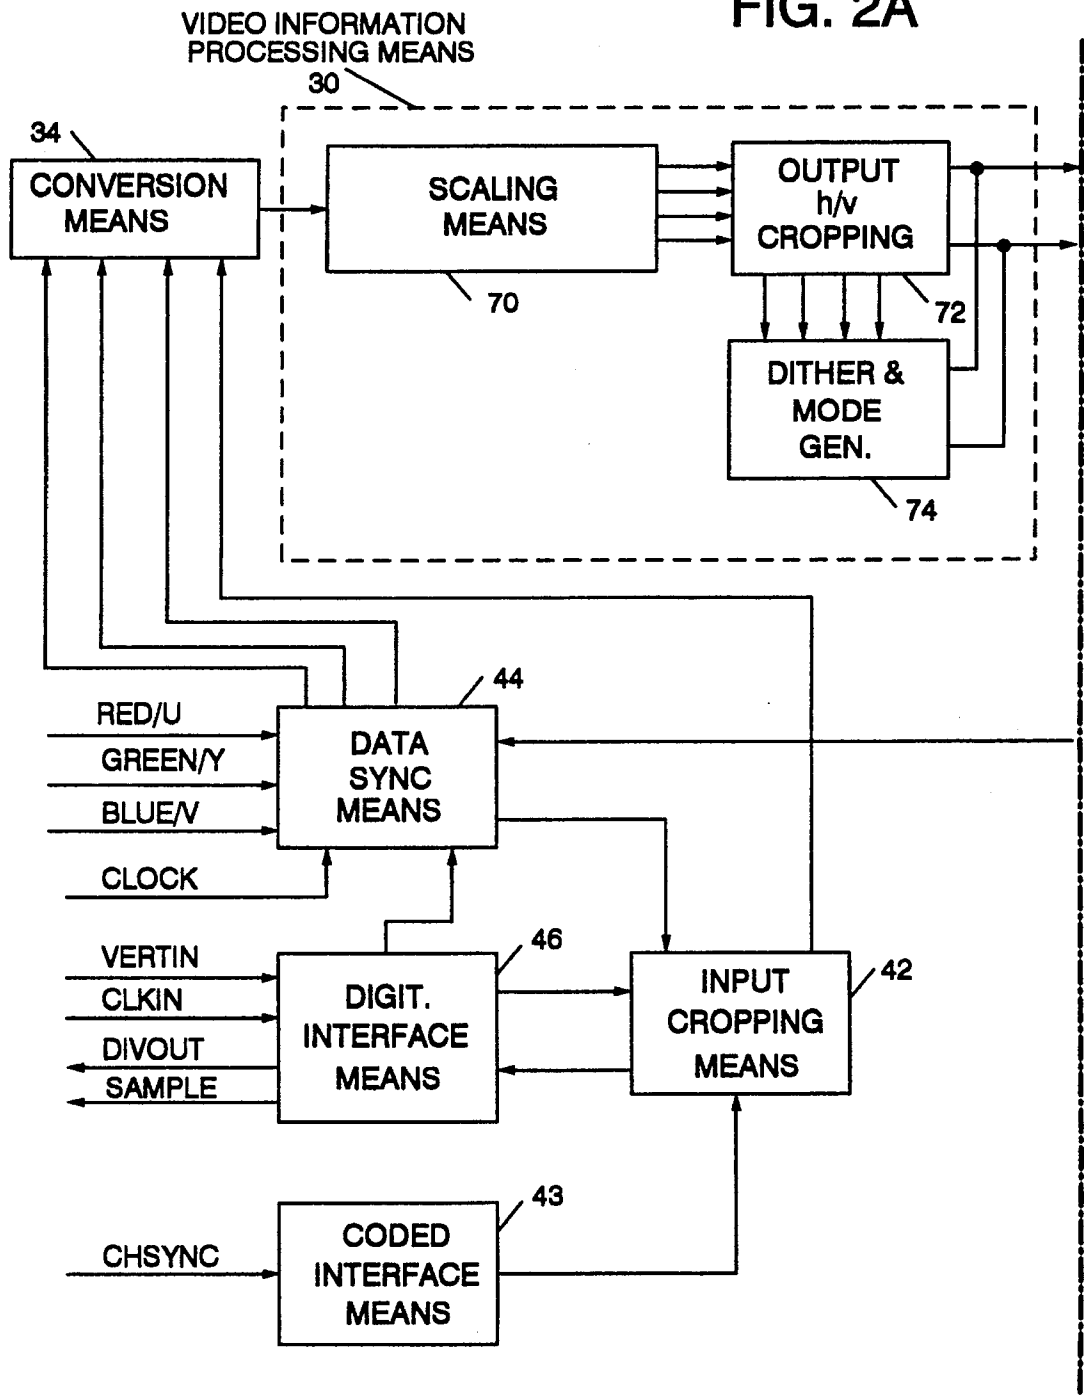 FIG. 2A
VIDEO INFORMATION
PROCESSING MEANS
30
34
CONVERSION
MEANS
SCALING
MEANS
70
OUTPUT
h/v
CROPPING
72
DITHER &
MODE
GEN.
74
44
RED/U
GREEN/Y
BLUE/V
CLOCK
DATA
SYNC
MEANS
VERTIN
CLKIN
DIVOUT
SAMPLE
46
DIGIT.
INTERFACE
MEANS
42
INPUT
CROPPING
MEANS
43
CHSYNC
CODED
INTERFACE
MEANS